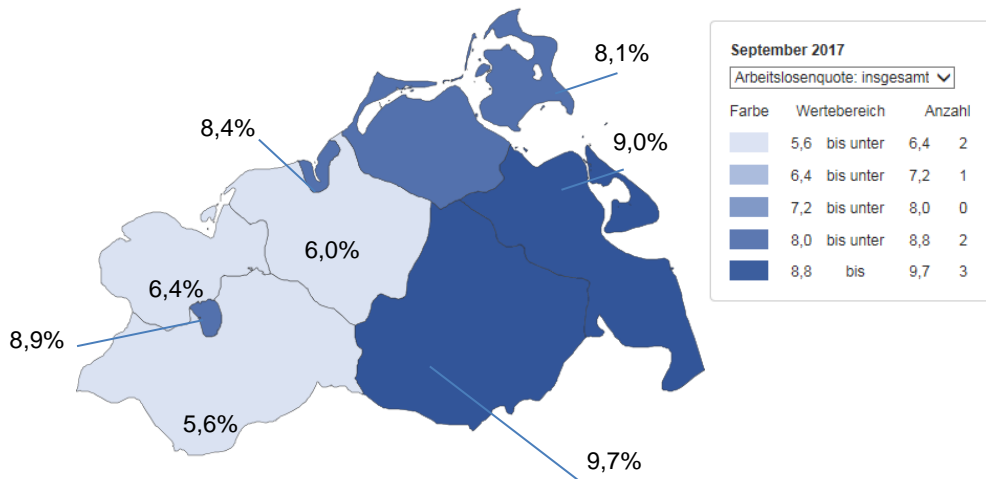 8,1%
8,4%
9,0%
6,0%
6,4%
8,9%
5,6%
9,7%
September 2017
Arbeitslosenquote: insgesamt
Farbe Wertebereich Anzahl
5,6 bis unter 6,4 2
6,4 bis unter 7,2 1
7,2 bis unter 8,0 0
8,0 bis unter 8,8 2
8,8 bis 9,7 3